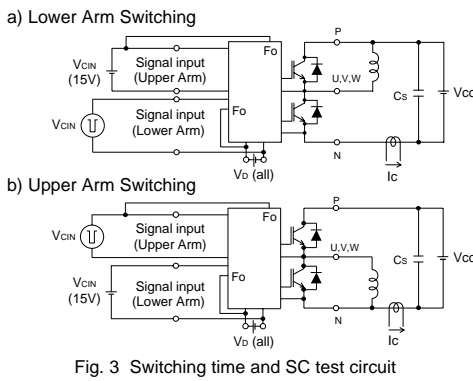 a) Lower Arm Switching
P
Fo
VCIN
(15V)
Signal input
(Upper Arm)
U,V,W
CS
VCC
VCIN
Signal input
(Lower Arm)
Fo
N
VD (all)
Ic
b) Upper Arm Switching
P
Fo
VCIN
Signal input
(Upper Arm)
U,V,W
CS
VCC
VCIN
(15V)
Signal input
(Lower Arm)
Fo
N
VD (all)
Ic
Fig. 3 Switching time and SC test circuit